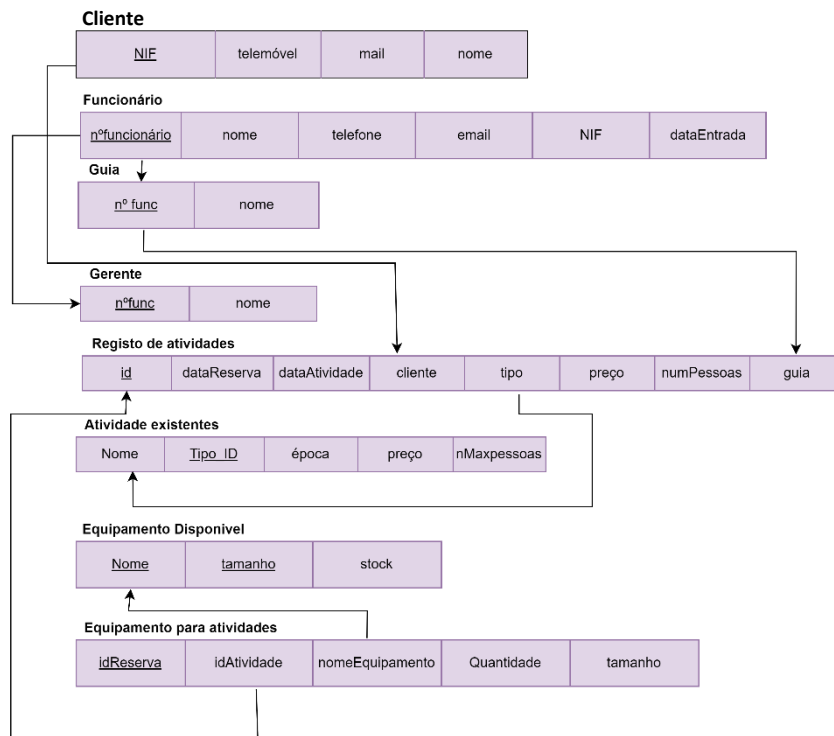 Cliente
NIF telemóvel mail nome
Funcionário
nºfuncionário nome telefone email NIF dataEntrada
Guia
nº func nome
Gerente
nºfunc nome
Registo de atividades
id dataReserva dataAtividade cliente tipo preço numPessoas guia
Atividade existentes
Nome Tipo_ID época preço nMaxpessoas
Equipamento Disponivel
Nome tamanho stock
Equipamento para atividades
idReserva idAtividade nomeEquipamento Quantidade tamanho